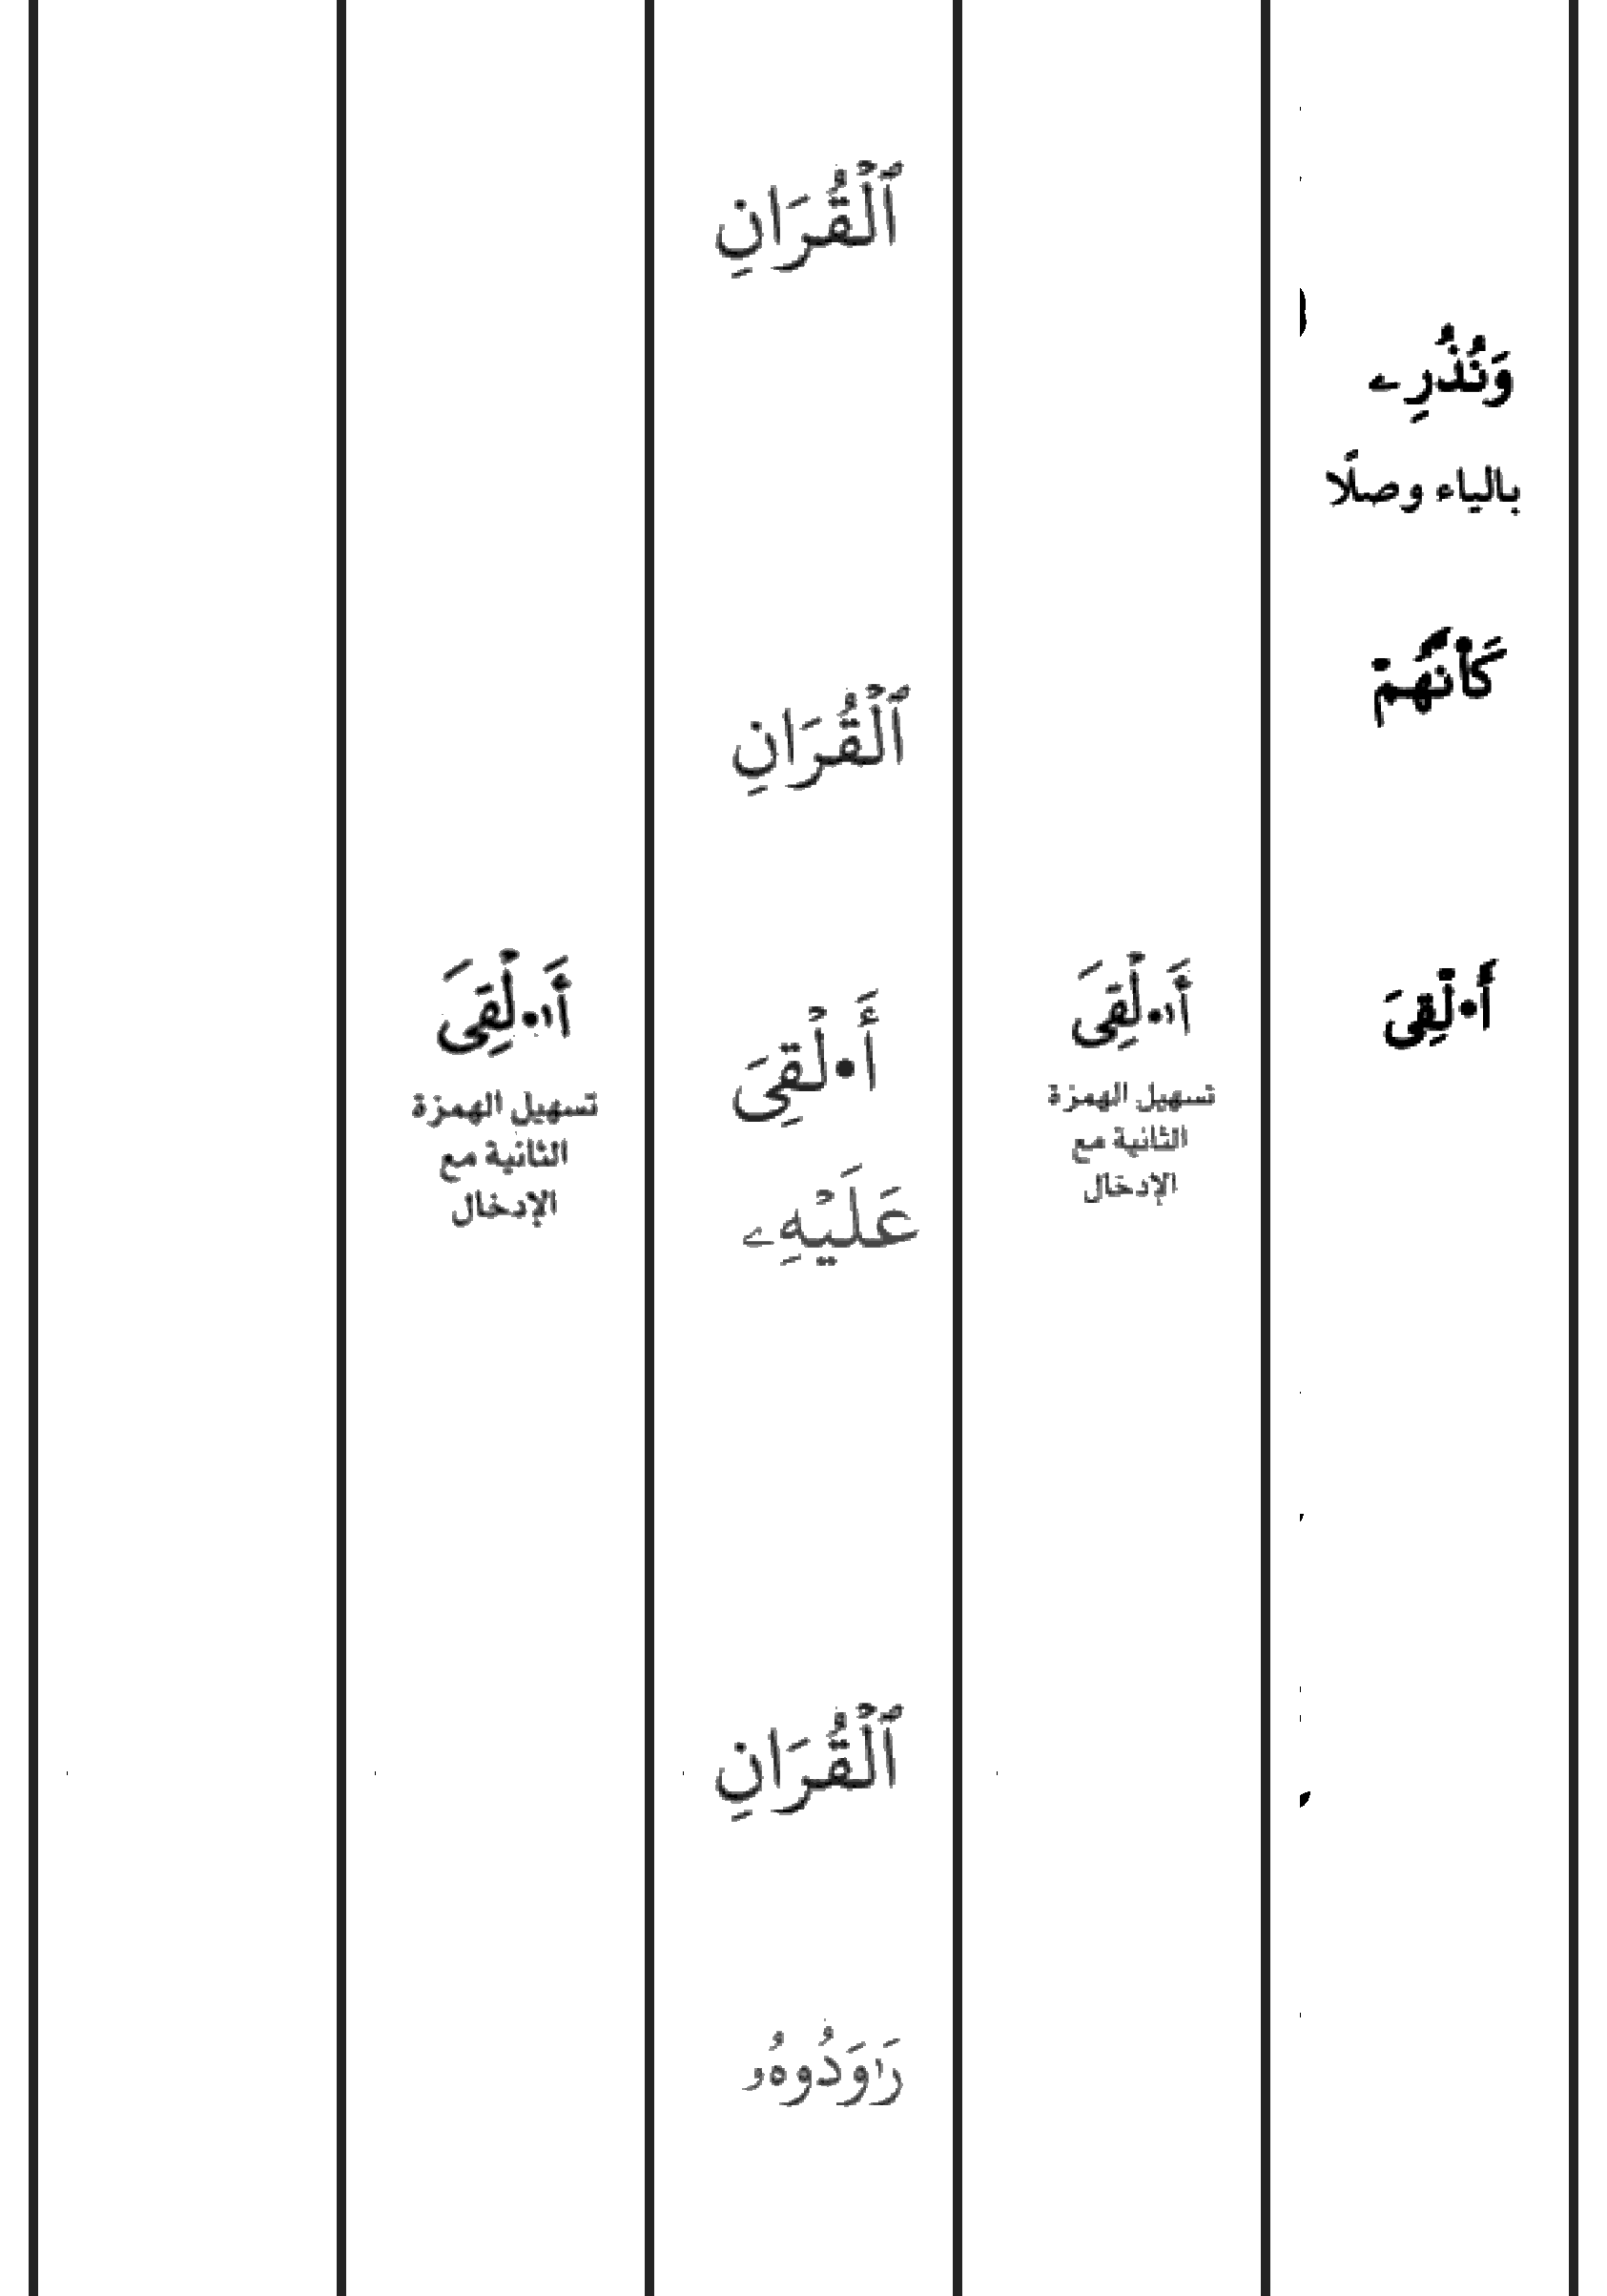 وَنُذُرِۦ
بالياء وصلًا
كَأَنَّهُمْ
أَ•لْقِىَ
أَا•لْقِىَ
تسهيل الهمزة
الثانية مع
الإدخال
ٱلْقُرَانِ
ٱلْقُرَانِ
أَ•لْقِىَ
عَلَيْهِۦ
ٱلْقُرَانِ
رَٰوَدُوهُۥ
أَا•لْقِىَ
تسهيل الهمزة
الثانية مع
الإدخال